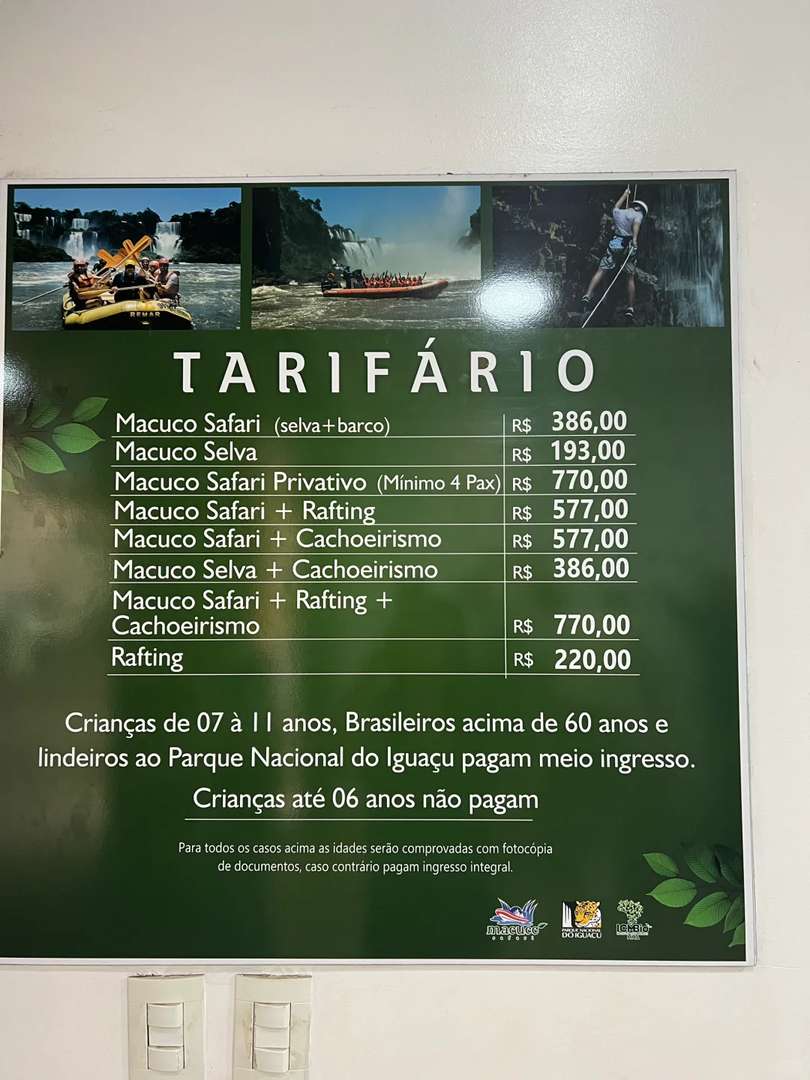 REMAR
TARIFÁRIO
Macuco Safari (selva+barco) R$ 386,00
Macuco Selva R$ 193,00
Macuco Safari Privativo (Mínimo 4 Pax) R$ 770,00
Macuco Safari + Rafting R$ 577,00
Macuco Safari + Cachoeirismo R$ 577,00
Macuco Selva + Cachoeirismo R$ 386,00
Macuco Safari + Rafting +
Cachoeirismo R$ 770,00
Rafting R$ 220,00
Crianças de 07 à 11 anos, Brasileiros acima de 60 anos e
lindeiros ao Parque Nacional do Iguaçu pagam meio ingresso.
Crianças até 06 anos não pagam
Para todos os casos acima as idades serão comprovadas com fotocópia
de documentos, caso contrário pagam ingresso integral.
macuco
safari
PARQUE NACIONAL
DO IGUAÇU
ICMBio